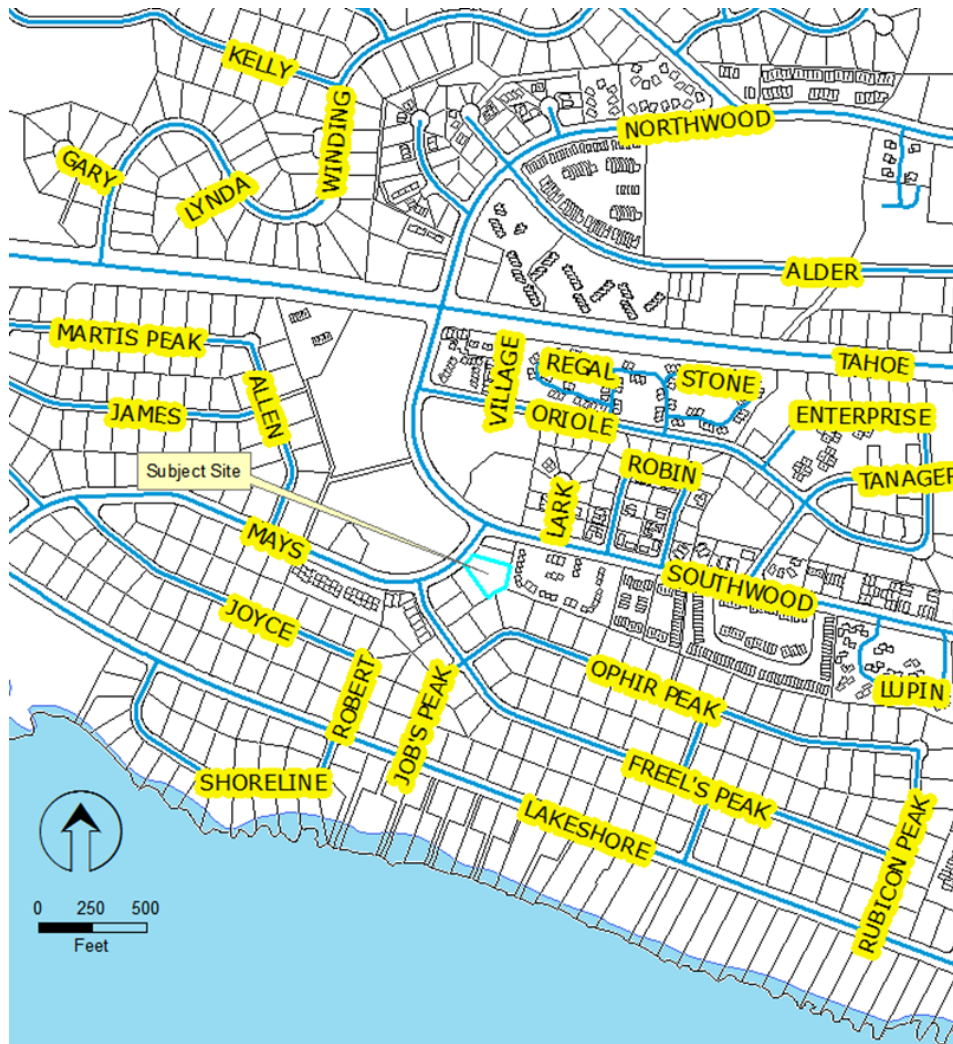 KELLY
WINDING
NORTHWOOD
GARY
LYNDA
ALDER
MARTIS PEAK
ALLEN
JAMES
VILLAGE
REGAL
STONE
TAHOE
ORIOLE
ENTERPRISE
Subject Site
LARK
ROBIN
TANAGER
MAYS
SOUTHWOOD
JOYCE
ROBERT
JOB'S PEAK
OPHIR PEAK
LUPIN
SHORELINE
FREEL'S PEAK
LAKESHORE
RUBICON PEAK
0 250 500
Feet